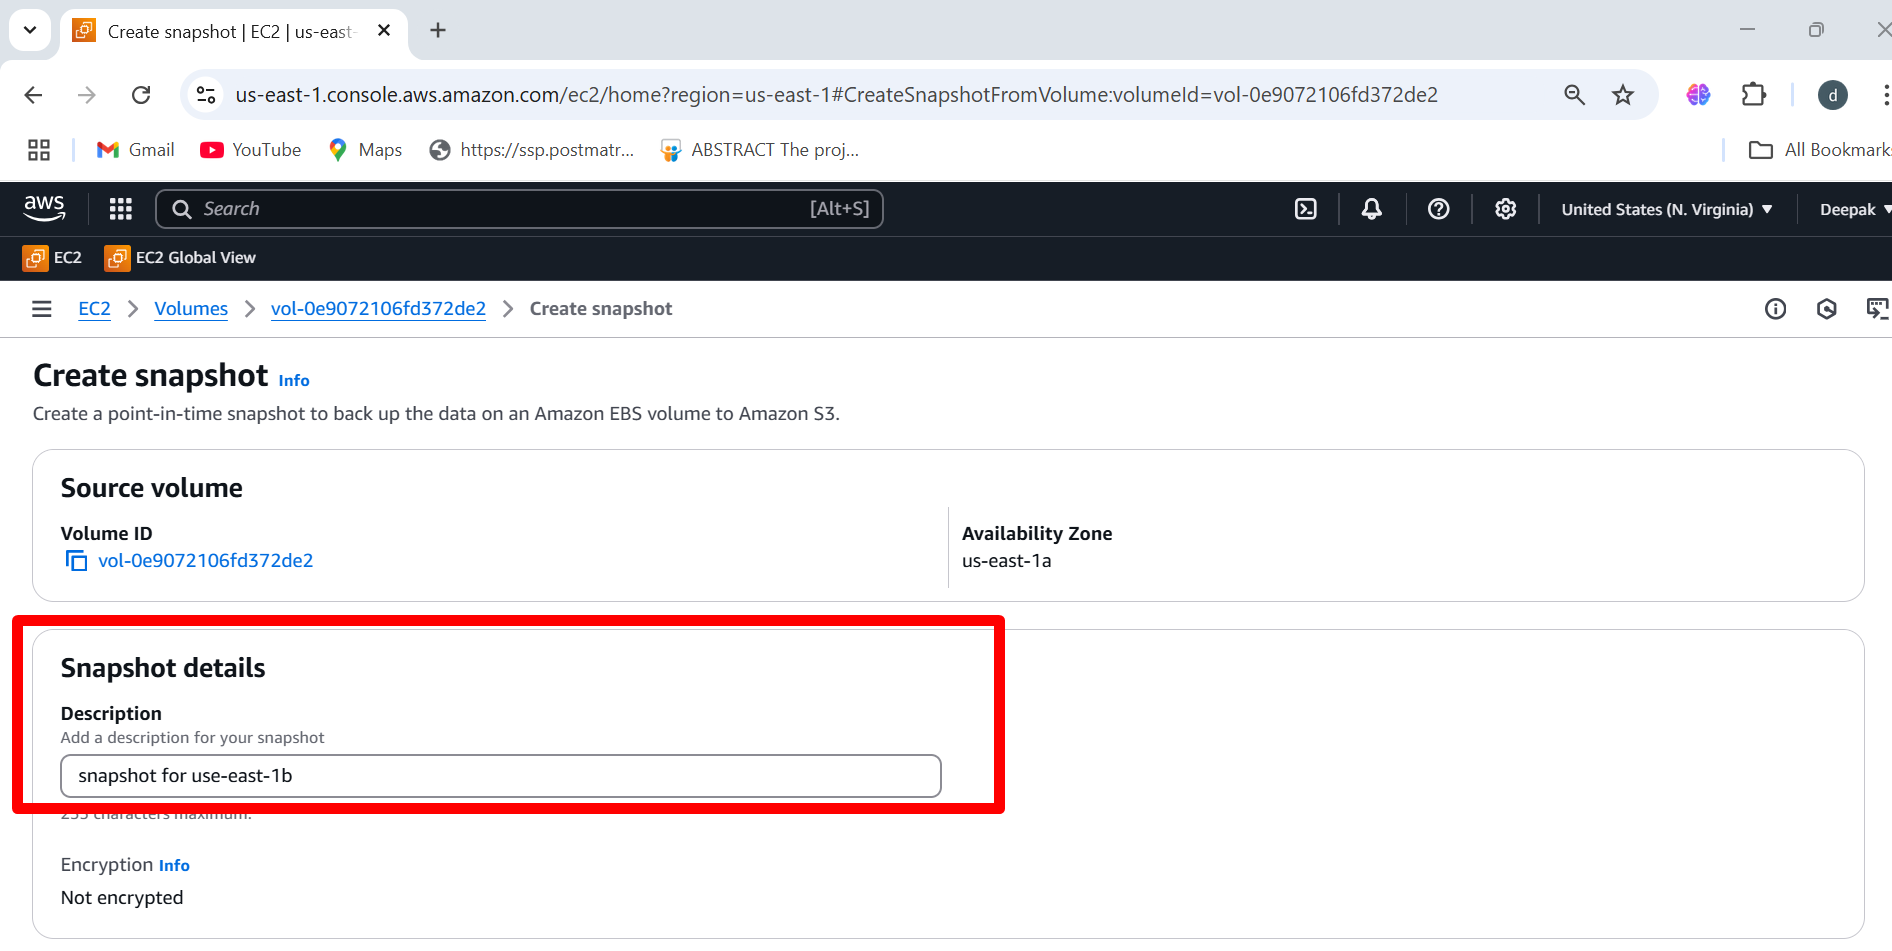 Create snapshot | EC2 | us-east-
us-east-1.console.aws.amazon.com/ec2/home?region=us-east-1#CreateSnapshotFromVolume:volumeId=vol-0e9072106fd372de2
d
Gmail YouTube Maps https://ssp.postmatr... ABSTRACT The proj... All Bookmarks
aws Search [Alt+S] United States (N. Virginia) Deepak
EC2 EC2 Global View
EC2 Volumes vol-0e9072106fd372de2 Create snapshot
Create snapshot Info
Create a point-in-time snapshot to back up the data on an Amazon EBS volume to Amazon S3.
Source volume
Volume ID
vol-0e9072106fd372de2
Availability Zone
us-east-1a
Snapshot details
Description
Add a description for your snapshot
snapshot for use-east-1b
255 characters maximum.
Encryption Info
Not encrypted